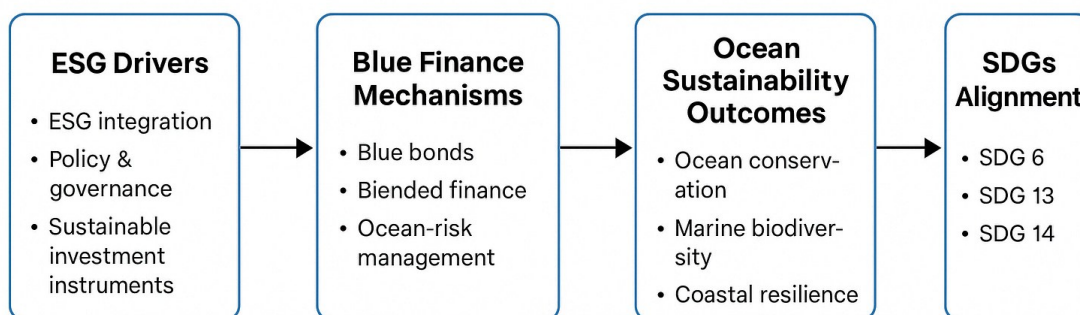 ESG Drivers
• ESG integration
• Policy &
governance
• Sustainable
investment
instruments
Blue Finance
Mechanisms
• Blue bonds
• Biended finance
• Ocean-risk
management
Ocean
Sustainability
Outcomes
• Ocean conserv-
ation
• Marine biodiver-
sity
• Coastal resilience
SDGs
Alignment
• SDG 6
• SDG 13
• SDG 14